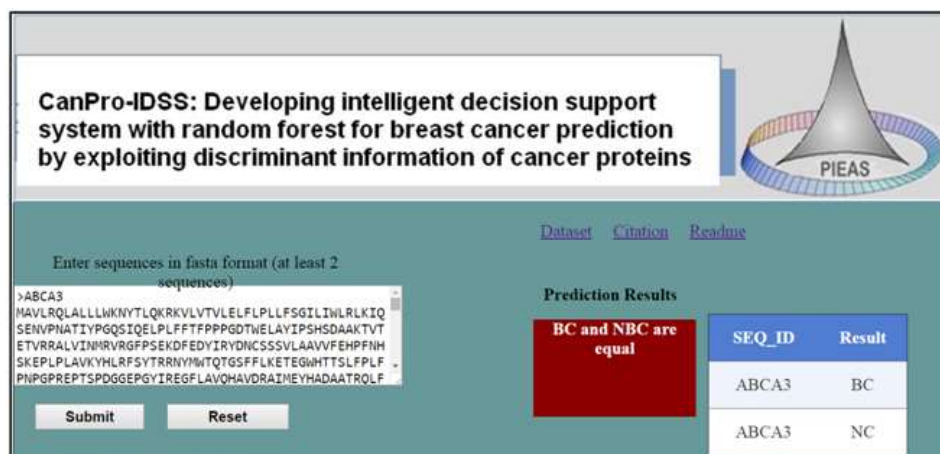 CanPro-IDSS: Developing intelligent decision support
system with random forest for breast cancer prediction
by exploiting discriminant information of cancer proteins
PIEAS
Dataset Citation Readme
Enter sequences in fasta format (at least 2
sequences)
>ABCA3
MAVLRQLALLLWKNYTLQKRKVLVTVLELFLPLLFSGILIWLRLKIQ
SENVPNATIYPGQSIQELPLFFTFPPPGDTWELAYIPSHSDAAKTVT
ETVRRALVINMRVRGFPSEKDFEDYIRYDNCSSSVLAAVVFEHPFNH
SKEPLPLAVKYHLRFSYTRRNYMWTQTGSFFLKETEGWHTTSLFPLF
PNPGPREPTSPDGGEPGYIREGFLAVQHAVDRAIMEYHADAATRQLF
Submit Reset
Prediction Results
BC and NBC are
equal
SEQ_ID Result
ABCA3 BC
ABCA3 NC